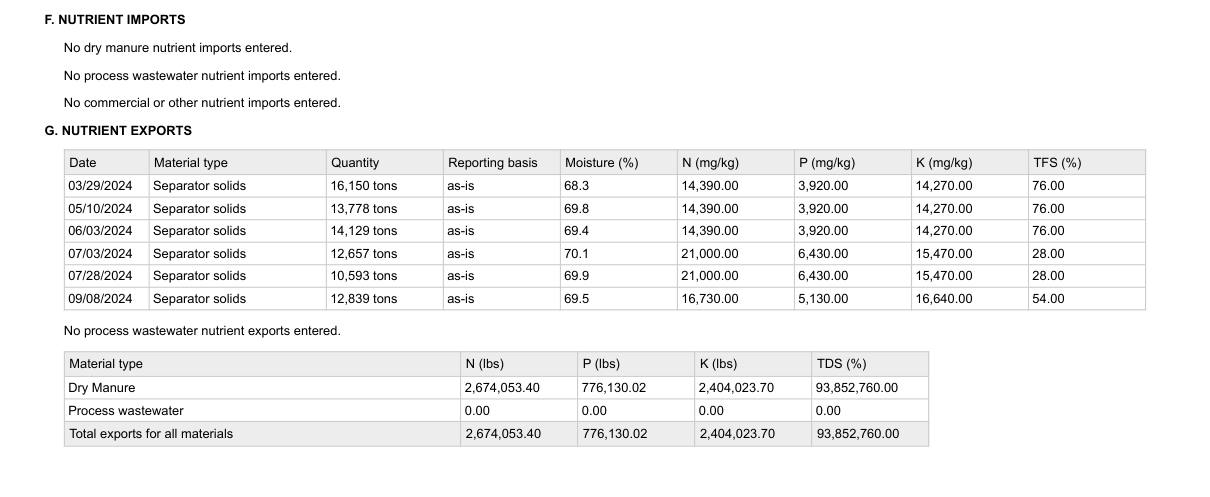 F. NUTRIENT IMPORTS
No dry manure nutrient imports entered.
No process wastewater nutrient imports entered.
No commercial or other nutrient imports entered.
G. NUTRIENT EXPORTS
Date Material type Quantity Reporting basis Moisture (%) N (mg/kg) P (mg/kg) K (mg/kg) TFS (%)
03/29/2024 Separator solids 16,150 tons as-is 68.3 14,390.00 3,920.00 14,270.00 76.00
05/10/2024 Separator solids 13,778 tons as-is 69.8 14,390.00 3,920.00 14,270.00 76.00
06/03/2024 Separator solids 14,129 tons as-is 69.4 14,390.00 3,920.00 14,270.00 76.00
07/03/2024 Separator solids 12,657 tons as-is 70.1 21,000.00 6,430.00 15,470.00 28.00
07/28/2024 Separator solids 10,593 tons as-is 69.9 21,000.00 6,430.00 15,470.00 28.00
09/08/2024 Separator solids 12,839 tons as-is 69.5 16,730.00 5,130.00 16,640.00 54.00
No process wastewater nutrient exports entered.
Material type N (lbs) P (lbs) K (lbs) TDS (%)
Dry Manure 2,674,053.40 776,130.02 2,404,023.70 93,852,760.00
Process wastewater 0.00 0.00 0.00 0.00
Total exports for all materials 2,674,053.40 776,130.02 2,404,023.70 93,852,760.00